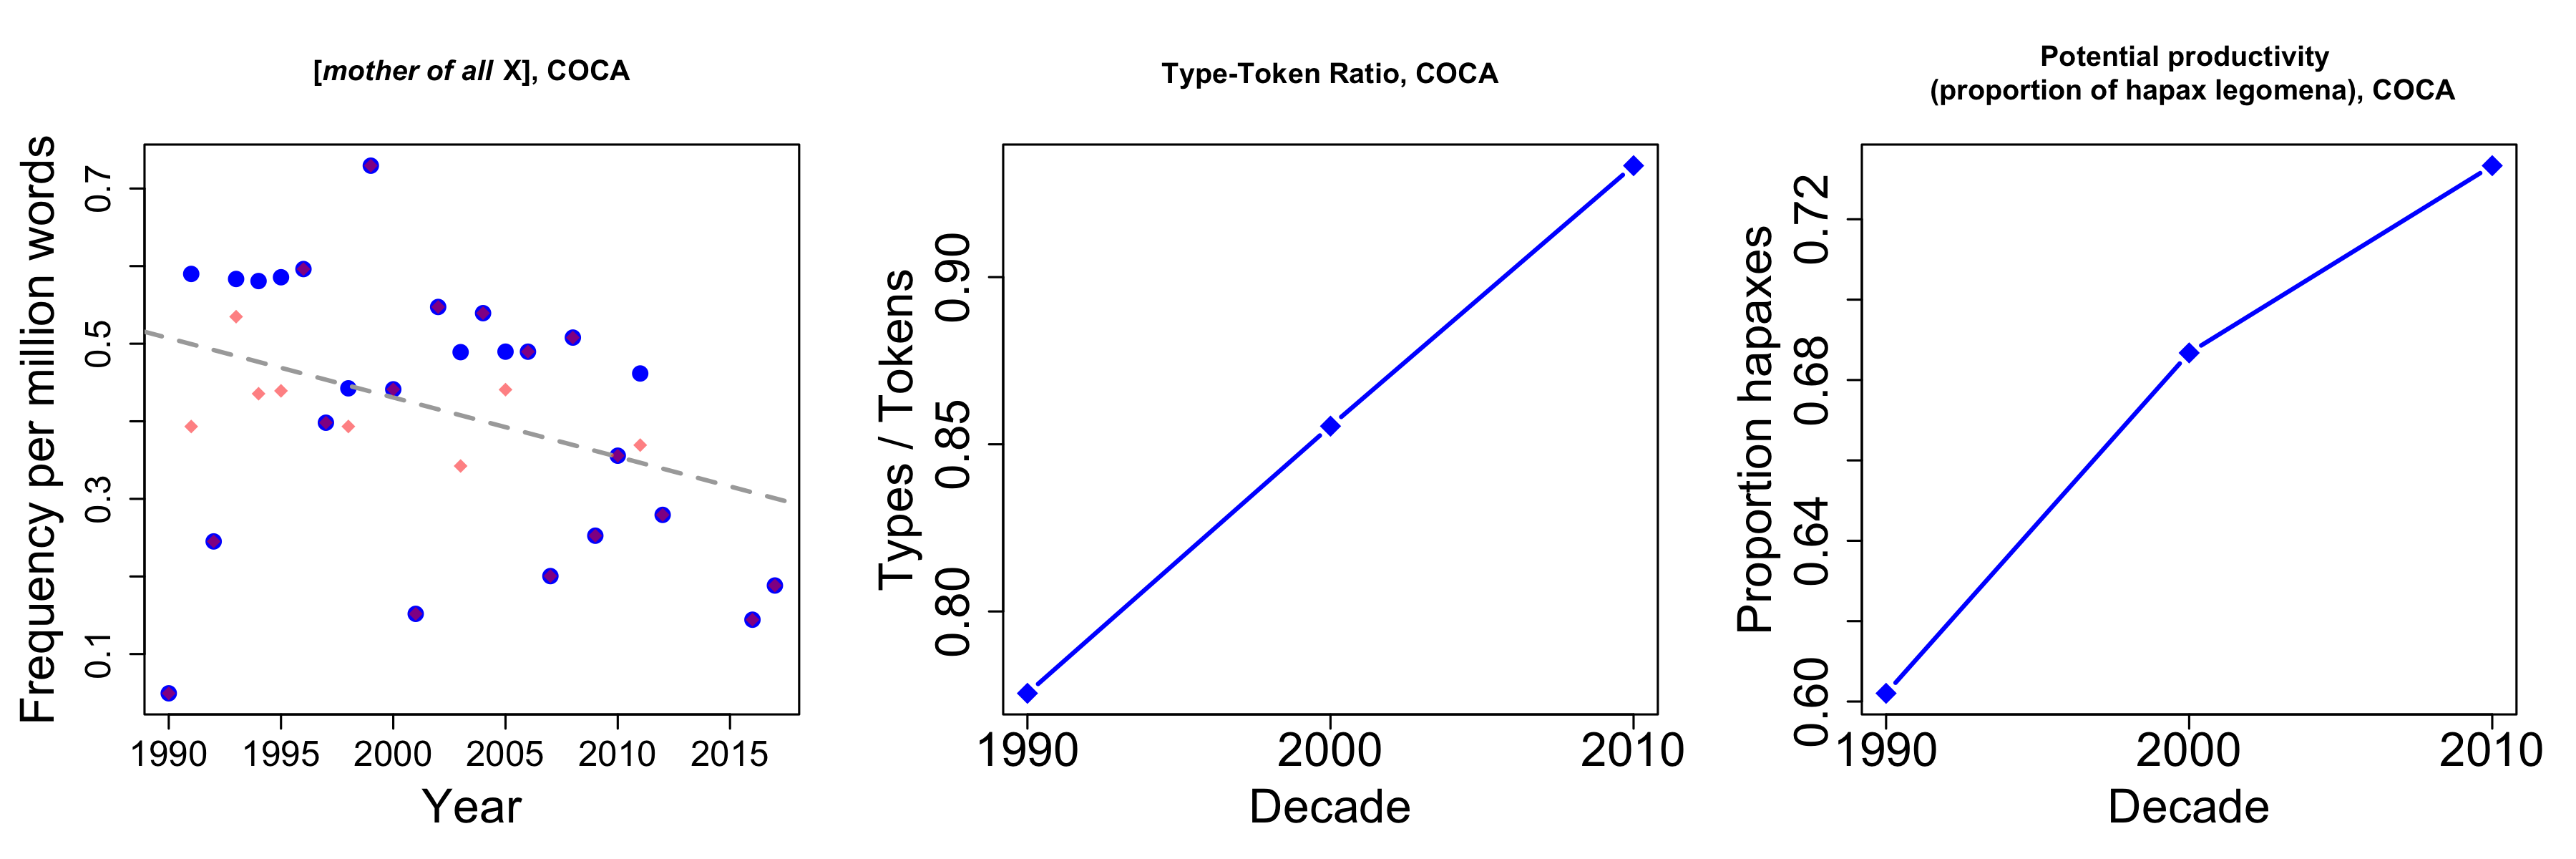 [mother of all X], COCA
Frequency per million words
0.7
0.5
0.3
0.1
1990 1995 2000 2005 2010 2015
Year
Type-Token Ratio, COCA
Types / Tokens
0.90
0.85
0.80
1990 2000 2010
Decade
Potential productivity
(proportion of hapax legomena), COCA
Proportion hapaxes
0.72
0.68
0.64
0.60
1990 2000 2010
Decade